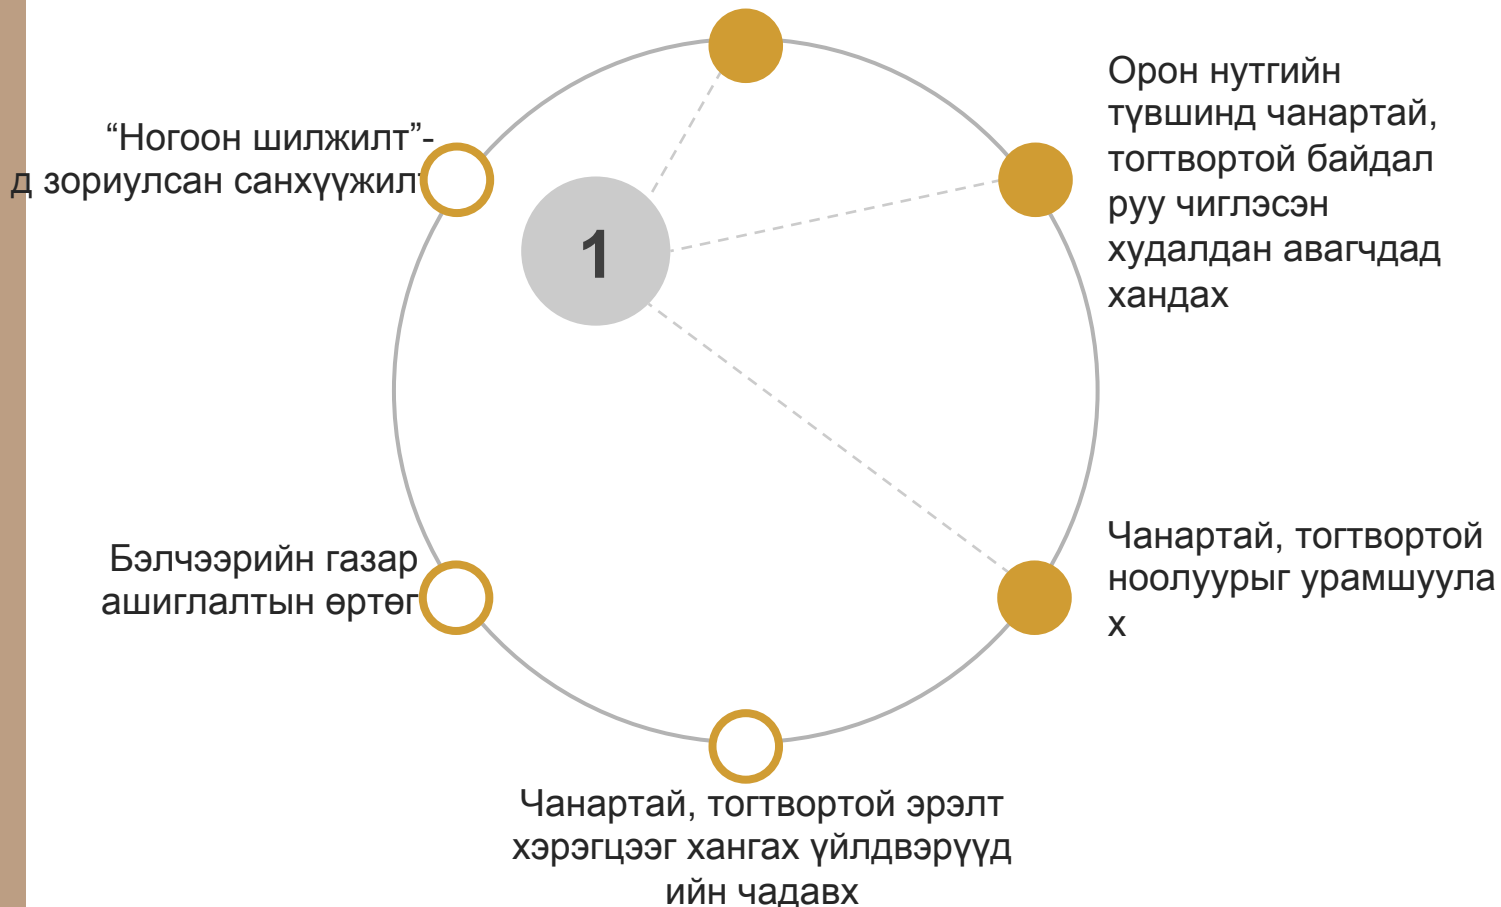 “Ногоон шилжилт”-
д зориулсан санхүүжилт
1
Орон нутгийн
түвшинд чанартай,
тогтвортой байдал
руу чиглэсэн
худалдан авагчдад
хандах
Чанартай, тогтвортой
ноолуурыг урамшуула
х
Бэлчээрийн газар
ашиглалтын өртөг
Чанартай, тогтвортой эрэлт
хэрэгцээг хангах үйлдвэрүүд
ийн чадавх